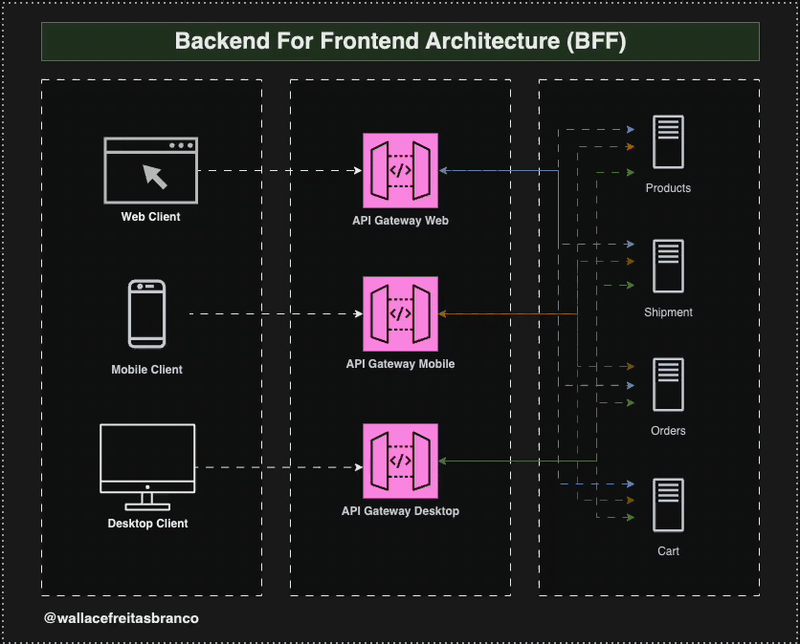 Backend For Frontend Architecture (BFF)
Web Client
API Gateway Web
Products
Mobile Client
API Gateway Mobile
Shipment
Orders
Desktop Client
API Gateway Desktop
Cart
@wallacefreitasbranco